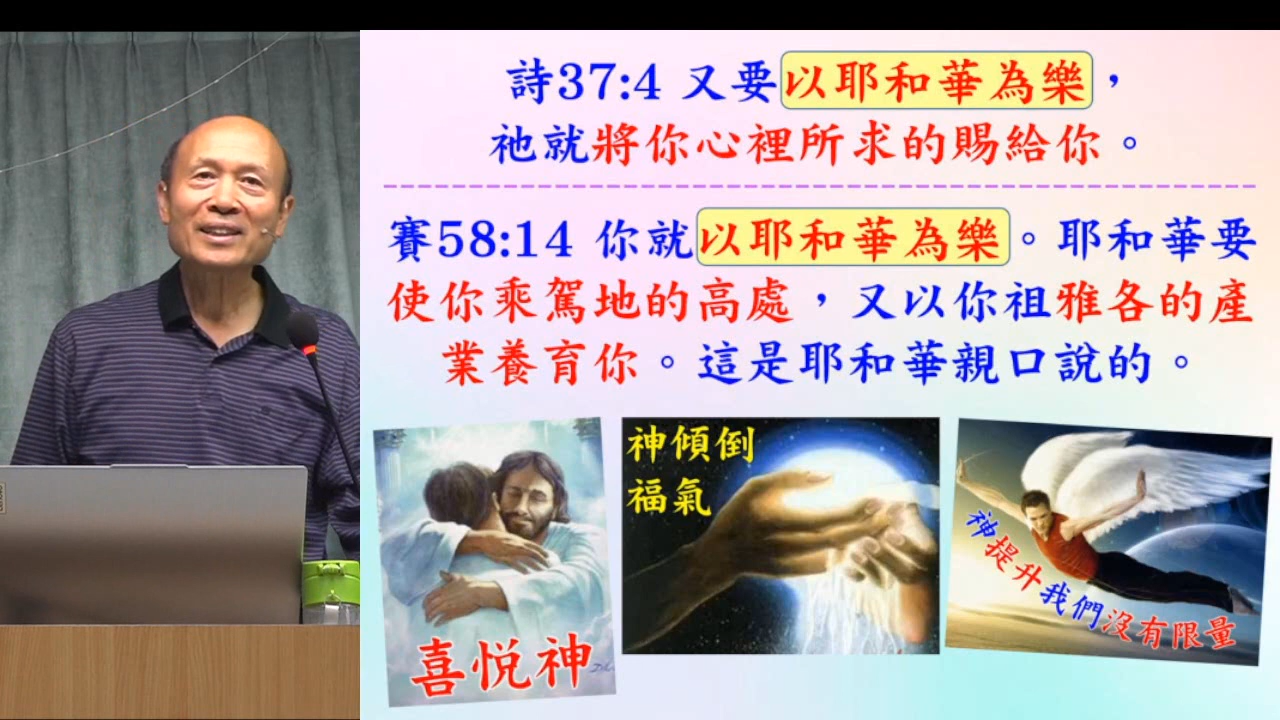 詩37:4 又要以耶和華為樂，
祂就將你心裡所求的賜給你。
賽58:14 你就以耶和華為樂。耶和華要
使你乘駕地的高處，又以你祖雅各的產
業養育你。這是耶和華親口說的。
喜悅神
神傾倒
福氣
神提升我們沒有限量